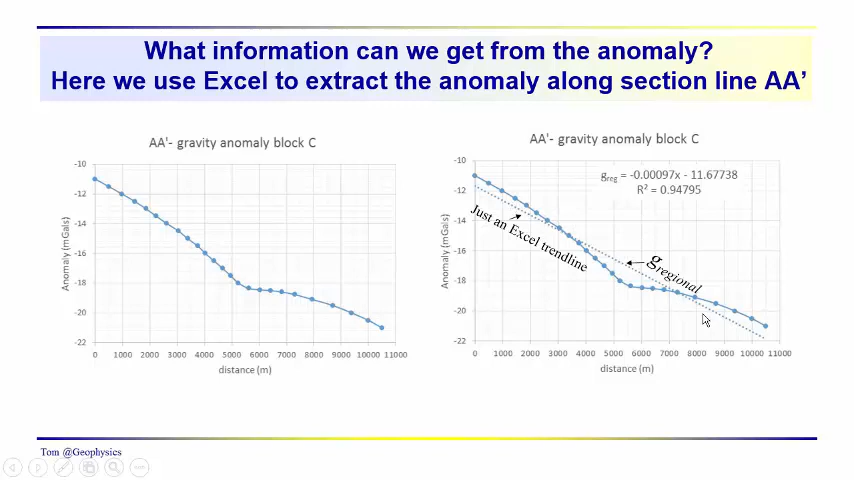 What information can we get from the anomaly?
Here we use Excel to extract the anomaly along section line AA’
AA'- gravity anomaly block C
Anomaly (mGals)
-10
-12
-14
-16
-18
-20
-22
0 1000 2000 3000 4000 5000 6000 7000 8000 9000 10000 11000
distance (m)
AA'- gravity anomaly block C
Anomaly (mGals)
-10
-12
-14
-16
-18
-20
-22
greg = -0.00097x - 11.67738
R² = 0.94795
Just an Excel trendline
gregional
0 1000 2000 3000 4000 5000 6000 7000 8000 9000 10000 11000
distance (m)
Tom @Geophysics